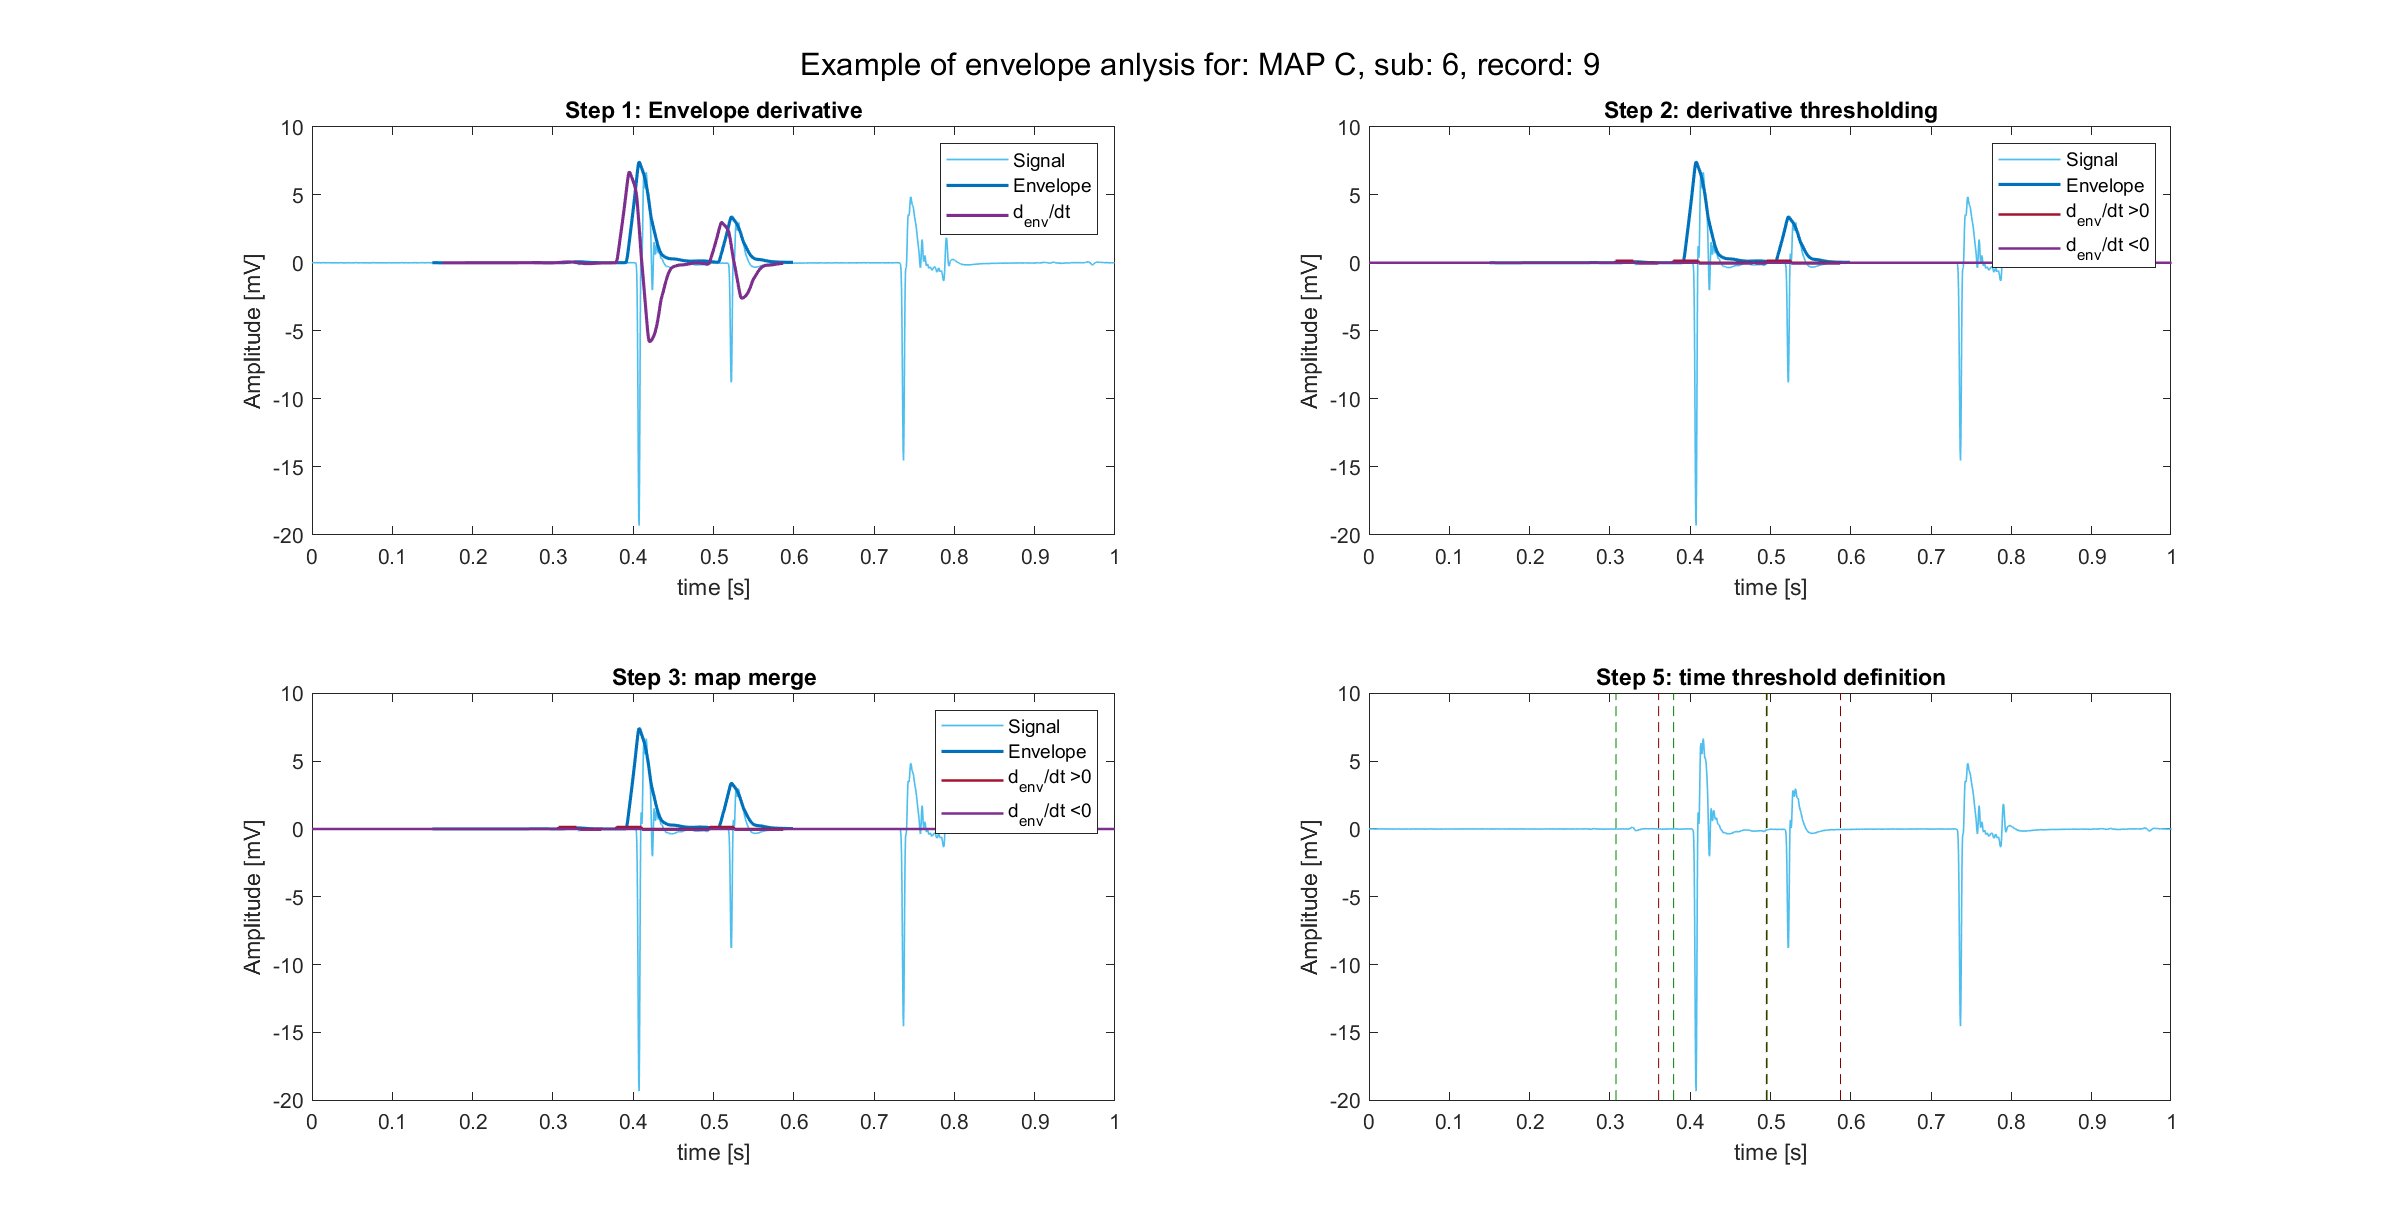 Example of envelope anlysis for: MAP C, sub: 6, record: 9
Step 1: Envelope derivative
10
5
0
-5
-10
-15
-20
Amplitude [mV]
0 0.1 0.2 0.3 0.4 0.5 0.6 0.7 0.8 0.9 1
time [s]
Signal
Envelope
d_env/dt
Step 2: derivative thresholding
10
5
0
-5
-10
-15
-20
Amplitude [mV]
0 0.1 0.2 0.3 0.4 0.5 0.6 0.7 0.8 0.9 1
time [s]
Signal
Envelope
d_env/dt >0
d_env/dt <0
Step 3: map merge
10
5
0
-5
-10
-15
-20
Amplitude [mV]
0 0.1 0.2 0.3 0.4 0.5 0.6 0.7 0.8 0.9 1
time [s]
Signal
Envelope
d_env/dt >0
d_env/dt <0
Step 5: time threshold definition
10
5
0
-5
-10
-15
-20
Amplitude [mV]
0 0.1 0.2 0.3 0.4 0.5 0.6 0.7 0.8 0.9 1
time [s]